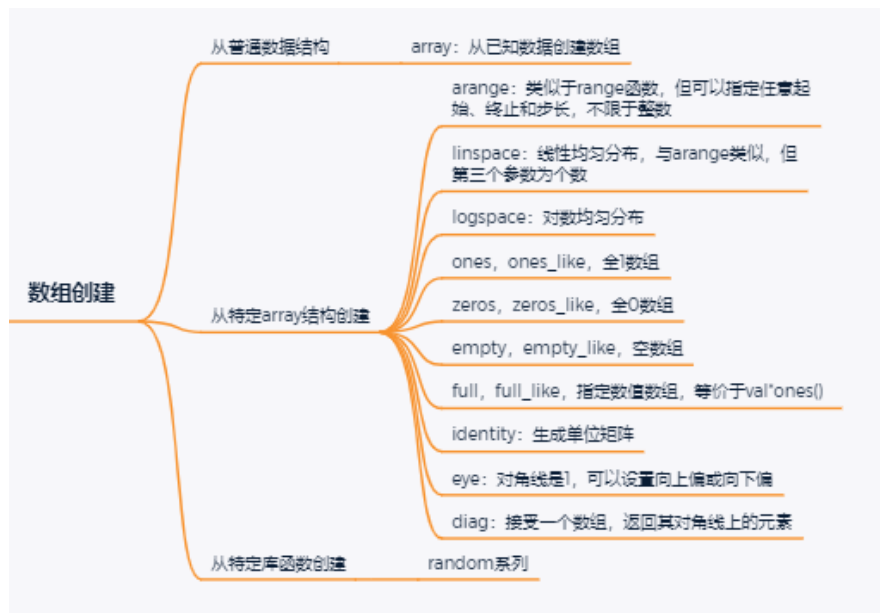 从普通数据结构
array：从已知数据创建数组
arange：类似于range函数，但可以指定任意起
始、终止和步长，不限于整数
linspace：线性均匀分布，与arange类似，但
第三个参数为个数
logspace：对数均匀分布
ones，ones_like，全1数组
数组创建
zeros，zeros_like，全0数组
从特定array结构创建
empty，empty_like，空数组
full，full_like，指定数值数组，等价于val*ones()
identity：生成单位矩阵
eye：对角线是1，可以设置向上偏或向下偏
diag：接受一个数组，返回其对角线上的元素
从特定库函数创建
random系列